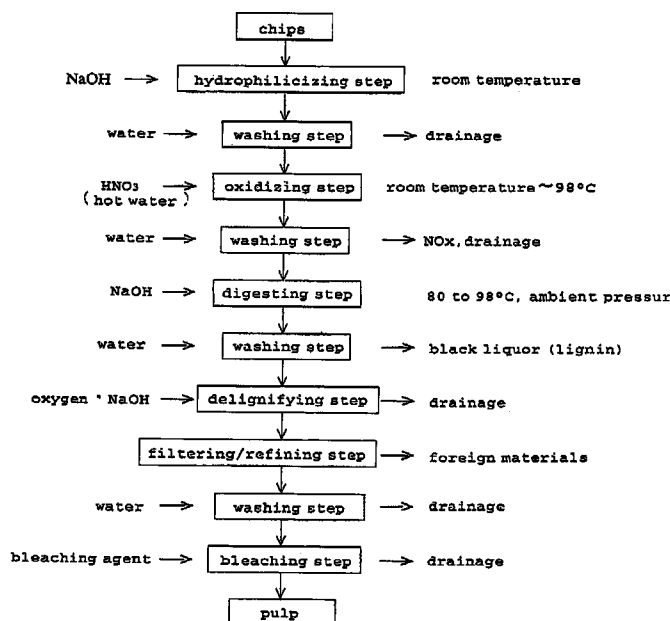 chips
NaOH hydrophilicizing step room temperature
water washing step drainage
HNO3 oxidizing step room temperature~98°C
(hot water)
water washing step NOx, drainage
NaOH digesting step 80 to 98°C, ambient pressur
water washing step black liquor (lignin)
oxygen · NaOH delignifying step drainage
filtering/refining step foreign materials
water washing step drainage
bleaching agent bleaching step drainage
pulp